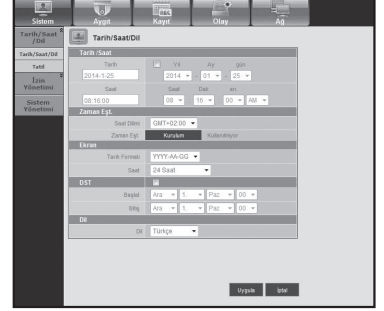 Sistem Aygıt Kayıt Olay Ağ
Tarih/Saat
/Dil
Tarih/Saat/Dil
Tatil
İzin
Yönetimi
Sistem
Yönetimi
Tarih/Saat/Dil
Tarih /Saat
Tarih Yıl Ay gün
2014-1-25 2014 - 01 - 25
Saat Saat Dak sn.
08:16:00 08 : 16 : 00 AM
Zaman Eşt.
Saat Dilimi GMT+02:00
Zaman Eşt. Kurulum Kullanılmıyor
Ekran
Tarih Formatı YYYY-AA-GG
Saat 24 Saat
DST
Başlat Ara 1. Paz 00
Bitiş Ara 1. Paz 00
Dil
Dil Türkçe
Uygula İptal